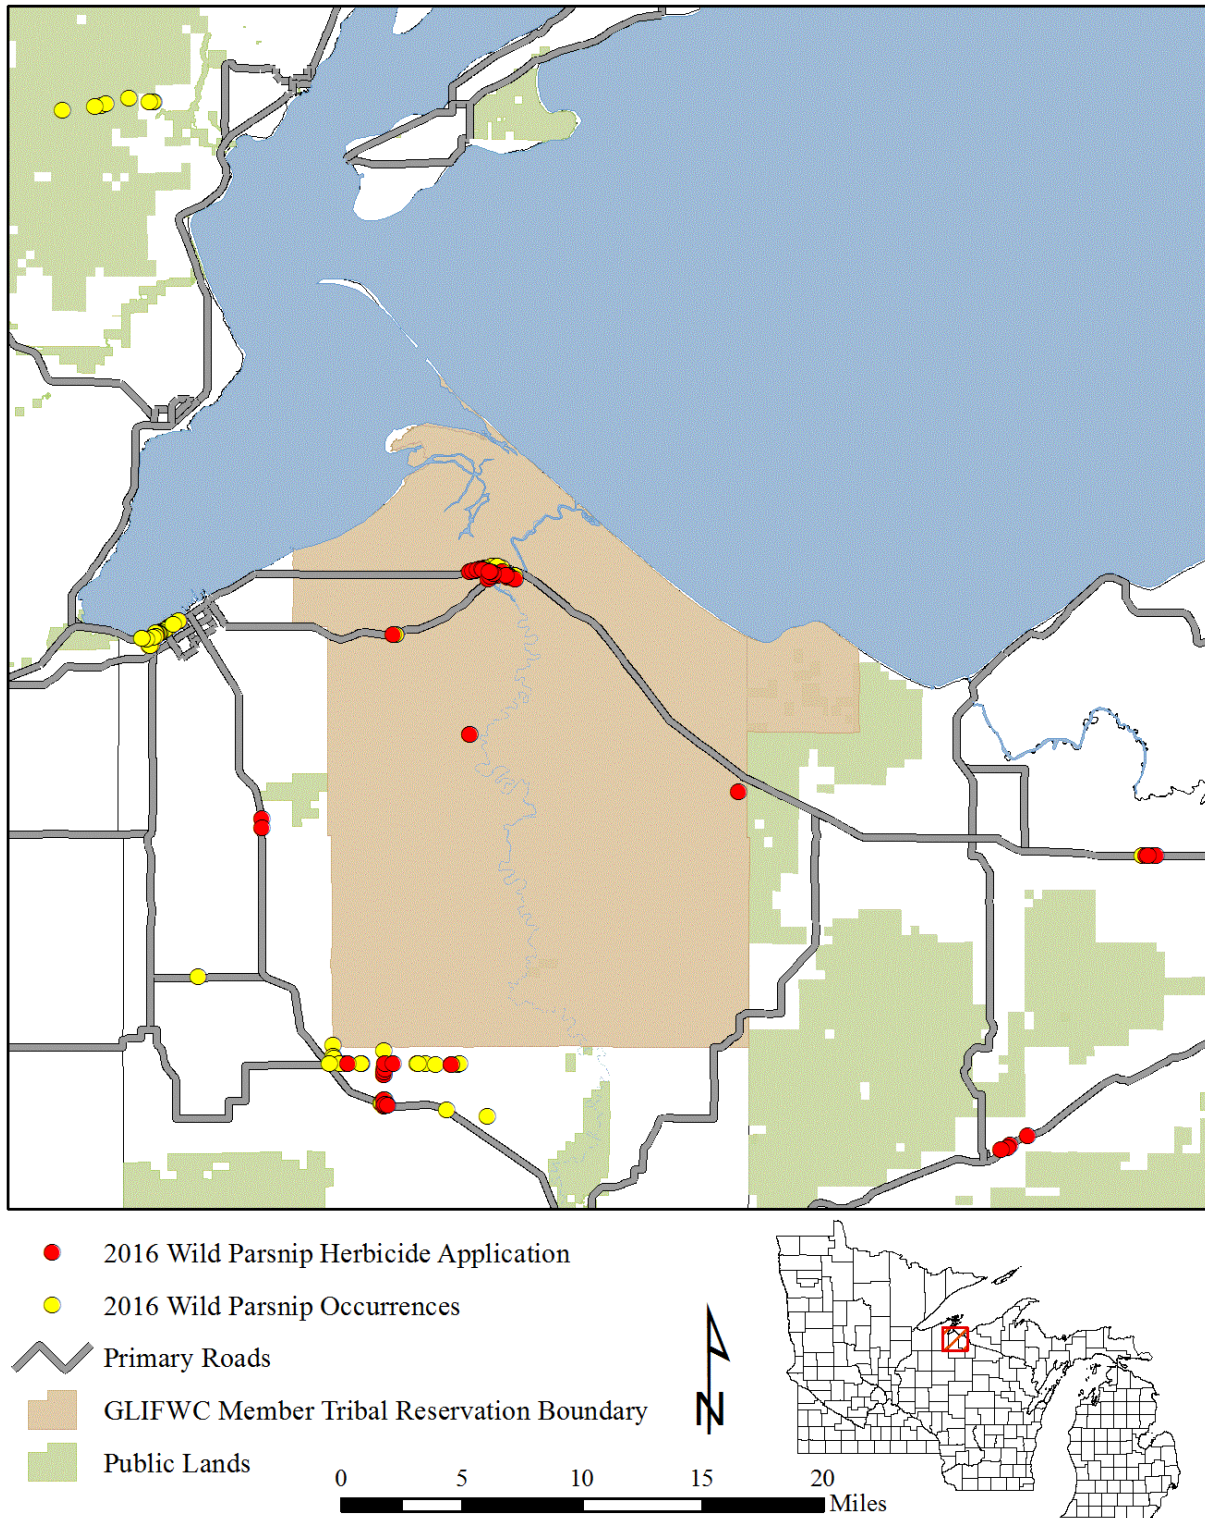 2016 Wild Parsnip Herbicide Application
2016 Wild Parsnip Occurrences
Primary Roads
GLIFWC Member Tribal Reservation Boundary
Public Lands
N
0 5 10 15 20
Miles